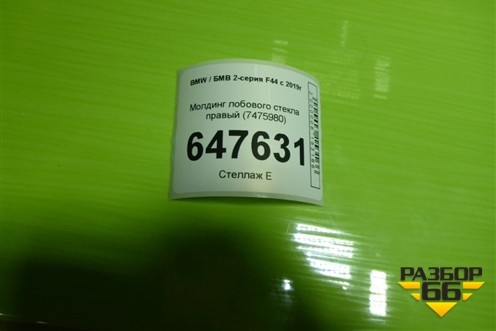 BMW / БМВ 2-серия F44 с 2019г
Молдинг лобового стекла
правый (7475980)
647631
Стеллаж Е
РАЗБОР
66